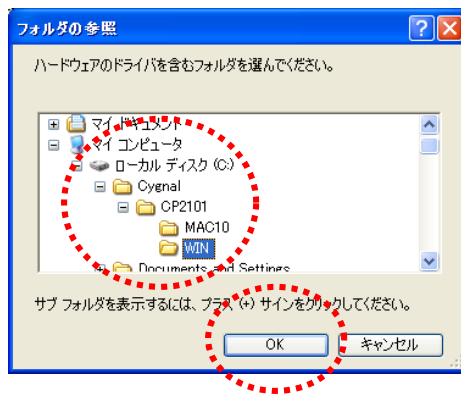 フォルダの参照
ハードウェアのドライバを含むフォルダを選んでください。
マイ ドキュメント
マイ コンピュータ
ローカル ディスク (C:)
Cygnal
CP2101
MAC10
WIN
Documents and Settings
サブ フォルダを表示するには、プラス (+) サインをクリックしてください。
OK
キャンセル